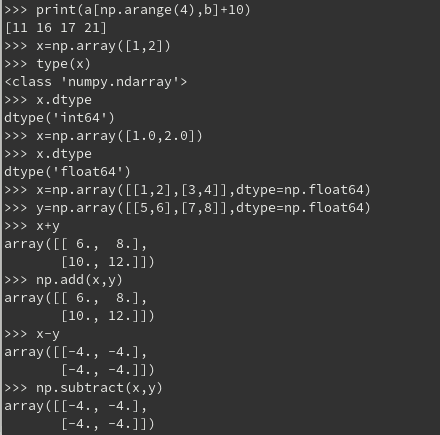 >>> print(a[np.arange(4),b]+10)
[11 16 17 21]
>>> x=np.array([1,2])
>>> type(x)
<class 'numpy.ndarray'>
>>> x.dtype
dtype('int64')
>>> x=np.array([1.0,2.0])
>>> x.dtype
dtype('float64')
>>> x=np.array([[1,2],[3,4]],dtype=np.float64)
>>> y=np.array([[5,6],[7,8]],dtype=np.float64)
>>> x+y
array([[ 6.,  8.],
       [10., 12.]])
>>> np.add(x,y)
array([[ 6.,  8.],
       [10., 12.]])
>>> x-y
array([[-4., -4.],
       [-4., -4.]])
>>> np.subtract(x,y)
array([[-4., -4.],
       [-4., -4.]])